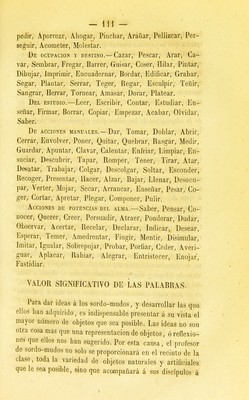 — 111 —
pedir, Aporrear, Ahogar, Pinchar, Arañar, Pellizcar, Per-
seguir, Acometer, Molestar.
DE OCUPACION Y DESTINO.—Cazar, Pescar, Arar, Ca-
var, Sembrar, Fregar, Barrer, Guisar, Coser, Hilar, Pintar,
Dibujar, Imprimir, Encuadernar, Bordar, Edificar, Grabar,
Segar, Plantar, Serrar, Teger, Regar, Esculpir, Teñir,
Sangrar, Herrar, Tornear, Amasar, Dorar, Platear.
DEL ESTUDIO.—Leer, Escribir, Contar, Estudiar, En-
señar, Firmar, Borrar, Copiar, Empezar, Acabar, Olvidar,
Saber.
DE ACCIONES MANUALES.—Dar, Tomar, Doblar, Abrir,
Cerrar, Envolver, Poner, Quitar, Quebrar, Rasgar, Medir,
Guardar, Apuntar, Clavar, Calentar, Enfriar, Limpiar, En-
suciar, Descubrir, Tapar, Romper, Tener, Tirar, Atar,
Desatar, Trabajar, Colgar, Descolgar, Soltar, Esconder,
Recoger, Presentar, Hacer, Alzar, Bajar, Llenar, Desocu-
par, Verter, Mojar, Secar, Arrancar, Enseñar, Pesar, Co-
ger, Cortar, Apretar, Plegar, Componer, Pulir.
ACCIONES DE POTENCIAS DEL ALMA.—Saber, Pensar, Co-
nocer, Querer, Creer, Persuadir, Atraer, Ponderar, Dudar,
Observar, Acertar, Recelar, Declarar, Indicar, Desear,
Esperar, Temer, Amedrentar, Fingir, Mentir, Disimular,
Imitar, Igualar, Sobrepujar, Probar, Porfiar, Ceder, Averi-
guar, Aplacar, Rabiar, Alegrar, Entristecer, Enojar,
Fastidiar.
VALOR SIGNIFICATIVO DE LAS PALABRAS.
Para dar ideas á los sordo-mudos, y desarrollar las que
ellos han adquirido, es indispensable presentar á su vista el
mayor número de objetos que sea posible. Las ideas no son
otra cosa mas que una representacion de objetos, ó reflexio-
nes que ellos nos han sugerido. Por esta causa, el profesor
de sordo-mudos no solo se proporcionará en el recinto de la
clase, toda la variedad de objetos naturales y artificiales
que le sea posible, sino que acompañará á sus discípulos á